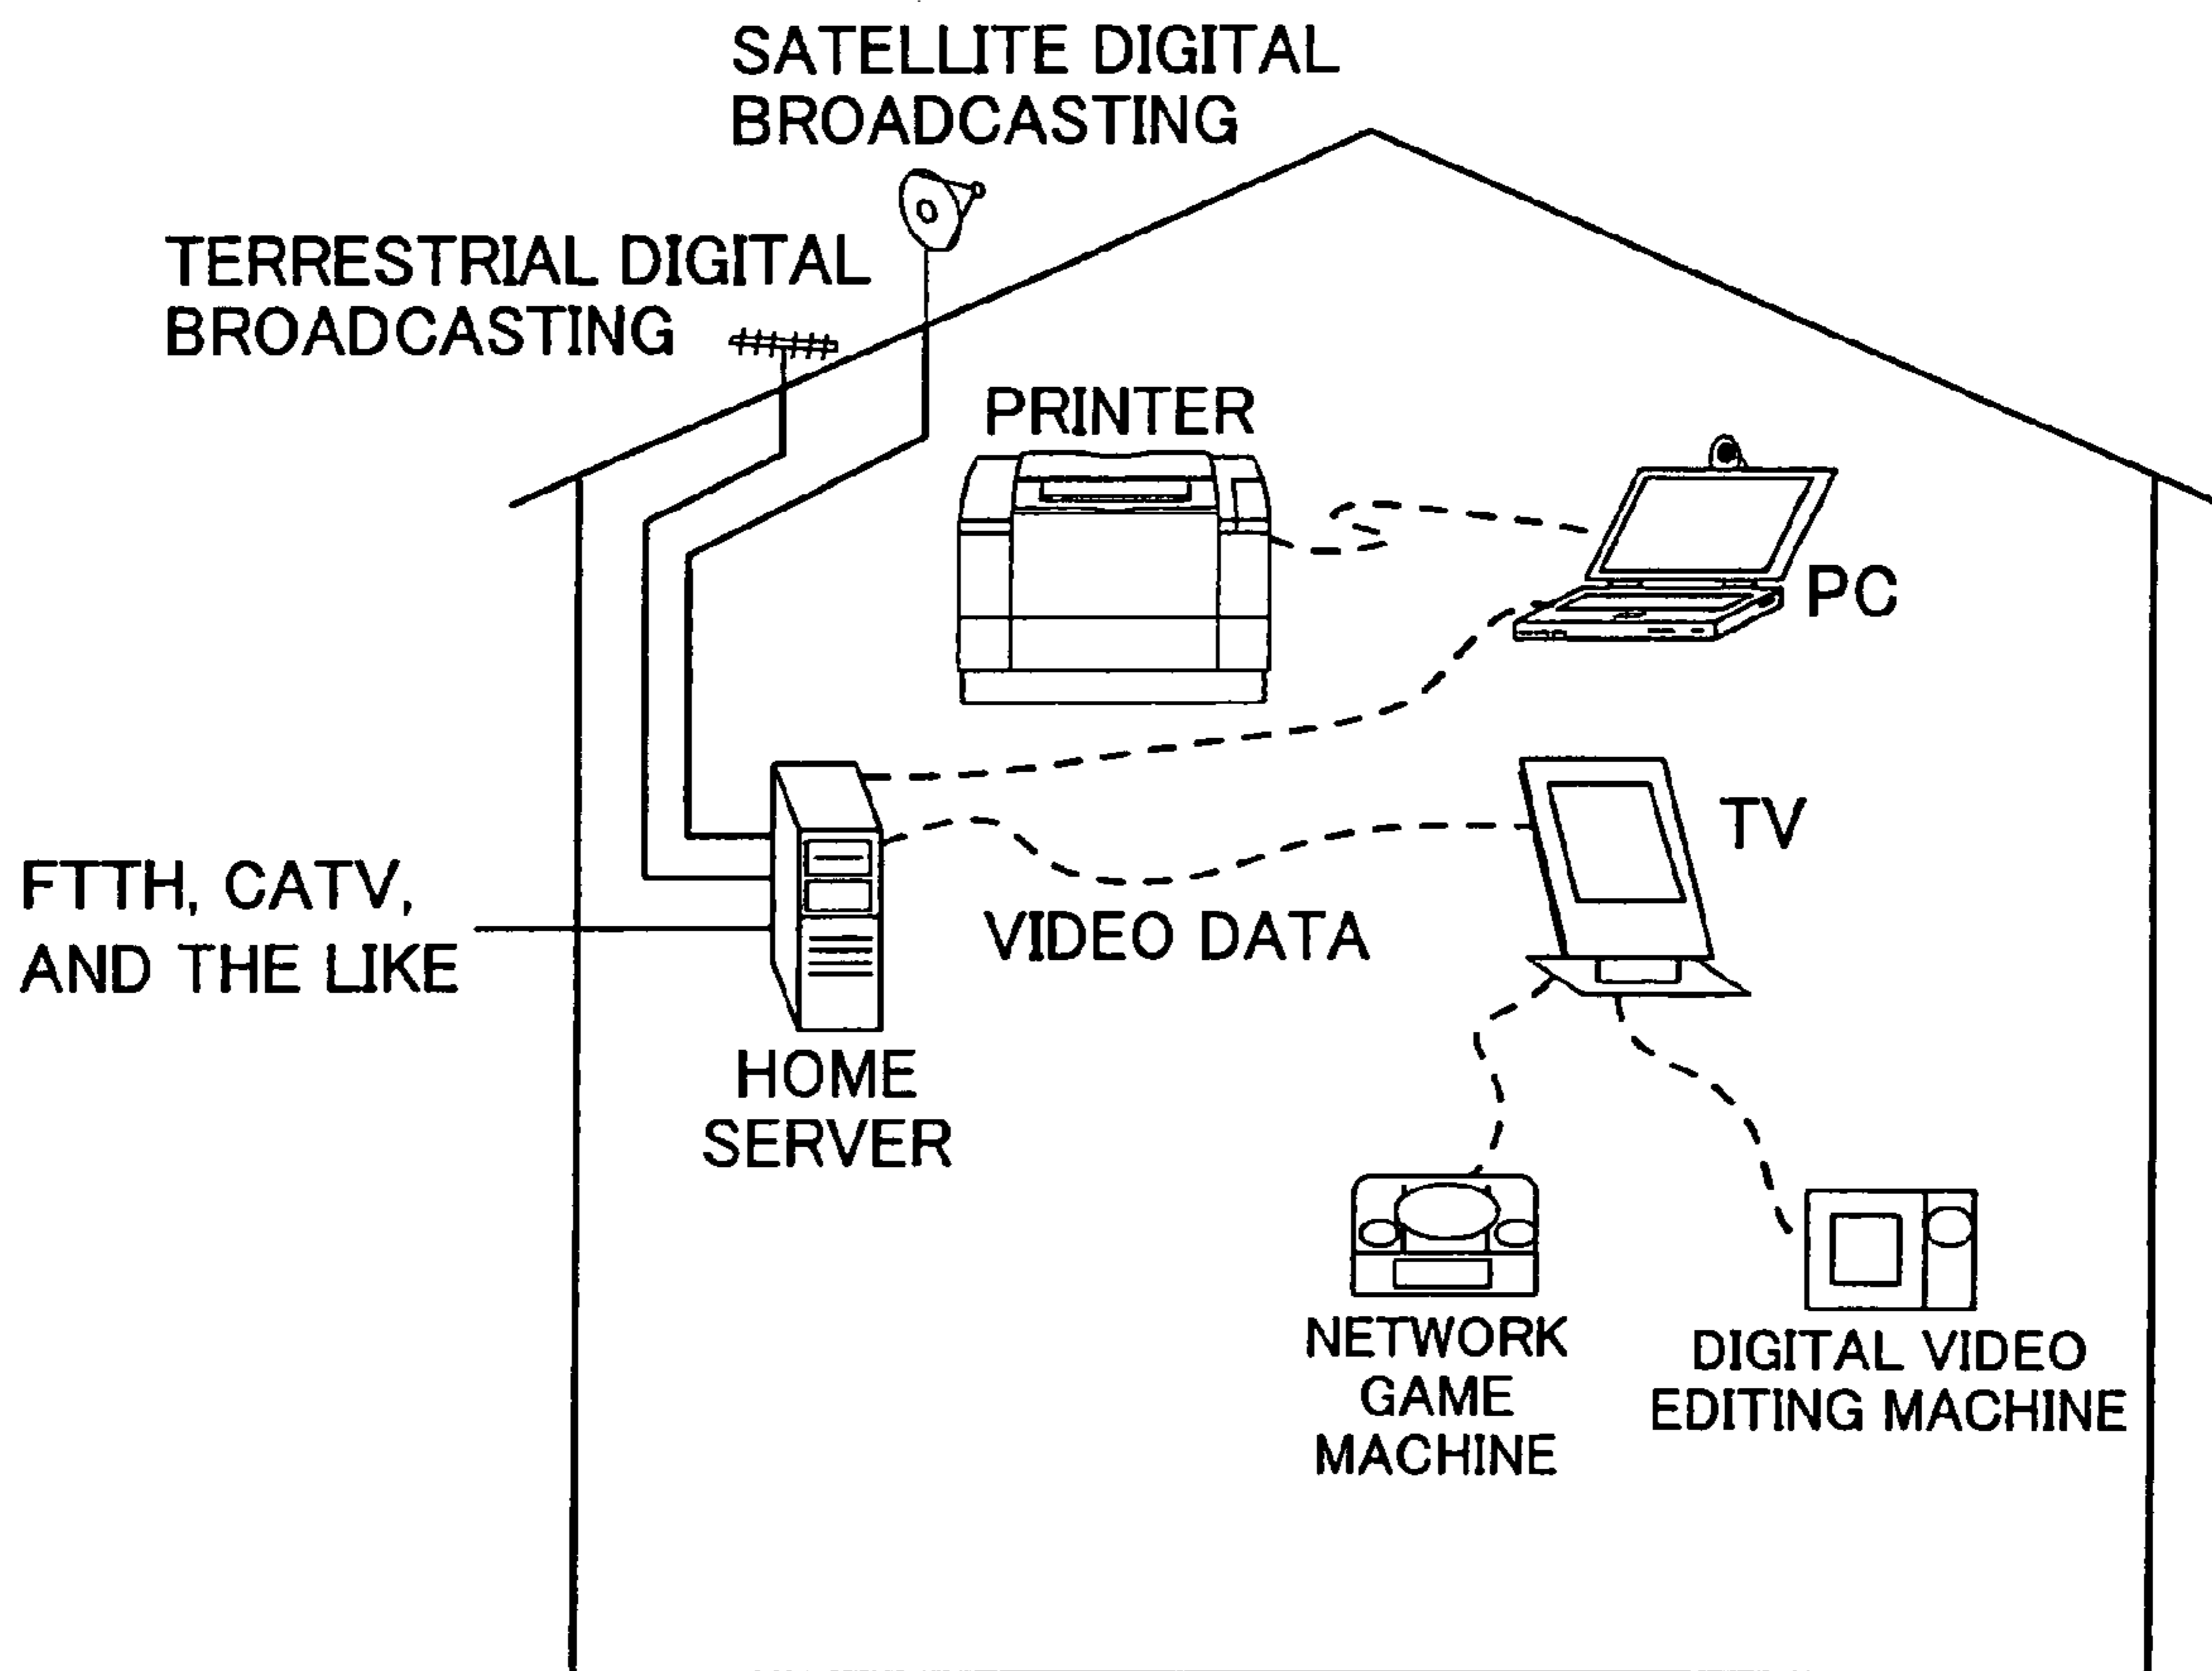 SATELLITE DIGITAL
BROADCASTING
TERRESTRIAL DIGITAL
BROADCASTING
PRINTER
PC
TV
FTTH, CATV,
AND THE LIKE
VIDEO DATA
HOME
SERVER
NETWORK
GAME
MACHINE
DIGITAL VIDEO
EDITING MACHINE